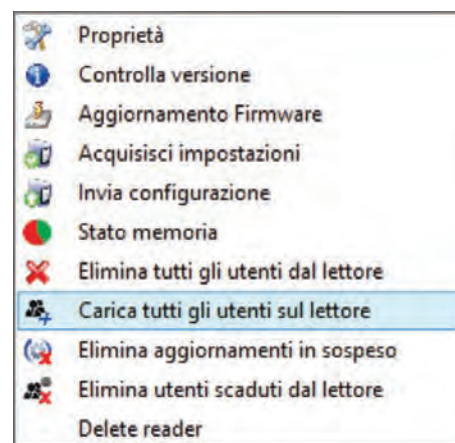 Proprietà
Controlla versione
Aggiornamento Firmware
Acquisisci impostazioni
Invia configurazione
Stato memoria
Elimina tutti gli utenti dal lettore
Carica tutti gli utenti sul lettore
Elimina aggiornamenti in sospeso
Elimina utenti scaduti dal lettore
Delete reader